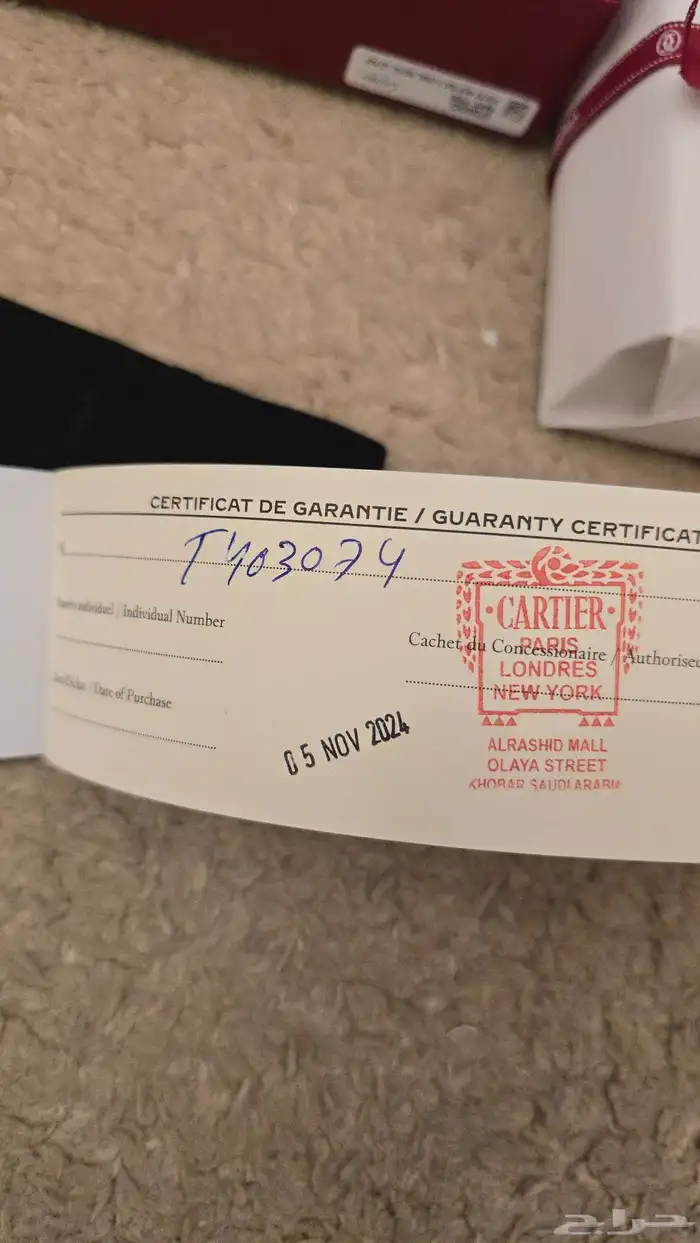 CERTIFICAT DE GARANTIE / GUARANTY CERTIFICAT
T403074
Individual Number
Cachet du Concessionaire / Authorised
Date of Purchase
05 NOV 2024
CARTIER
PARIS
LONDRES
NEW YORK
ALRASHID MALL
OLAYA STREET
KHOBAR SAUDI ARABIA
حراج